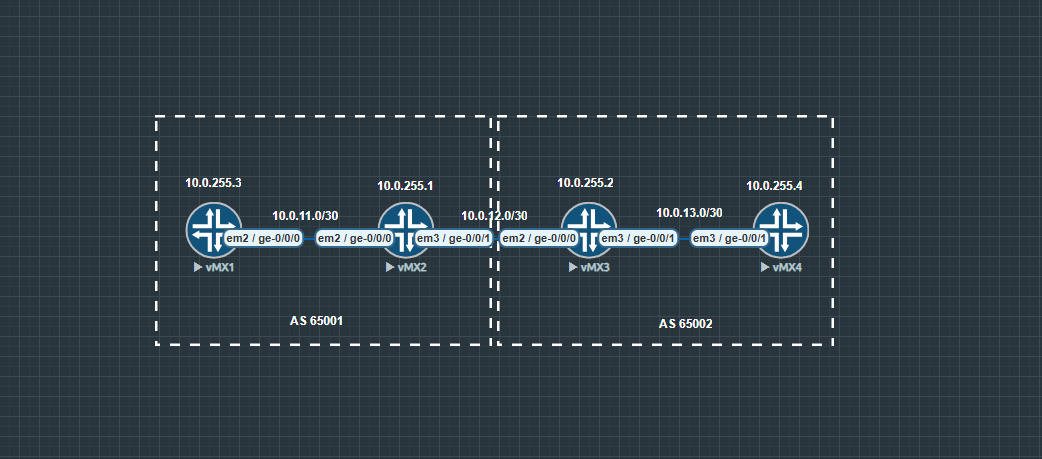 10.0.255.3
10.0.255.1
10.0.255.2
10.0.255.4
10.0.11.0/30
10.0.12.0/30
10.0.13.0/30
em2 / ge-0/0/0
em2 / ge-0/0/0
em3 / ge-0/0/1
em2 / ge-0/0/0
em3 / ge-0/0/1
em3 / ge-0/0/1
vMX1
vMX2
vMX3
vMX4
AS 65001
AS 65002